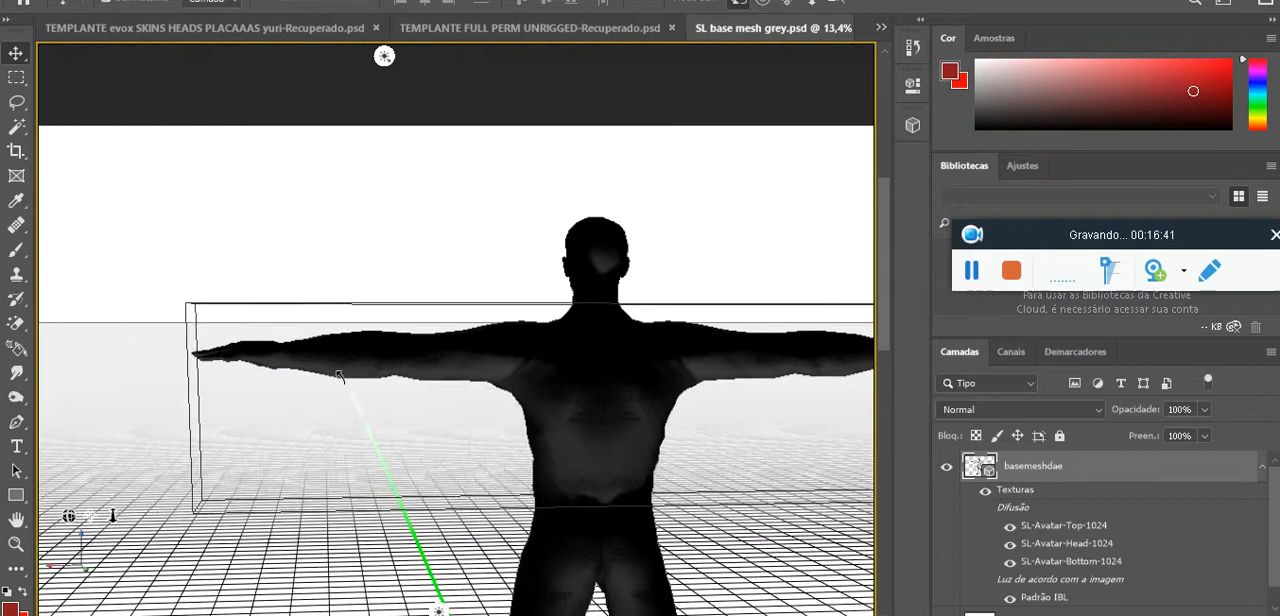 TEMPLANTE evox SKINS HEADS PLACAAAS yuri-Recuperado.psd × TEMPLANTE FULL PERM UNRIGGED-Recuperado.psd × SL base mesh grey.psd @ 13,4% »
Cor Amostras
Bibliotecas Ajustes
Gravando... 00:16:41
Para usar as Bibliotecas da Creative
Cloud, é necessário acessar sua conta
-- KB
Camadas Canais Demarcadores
Tipo
Normal Opacidade: 100%
Bloq.: Preen.: 100%
basemeshdae
Texturas
Difusão
SL-Avatar-Top-1024
SL-Avatar-Head-1024
SL-Avatar-Bottom-1024
Luz de acordo com a imagem
Padrão IBL